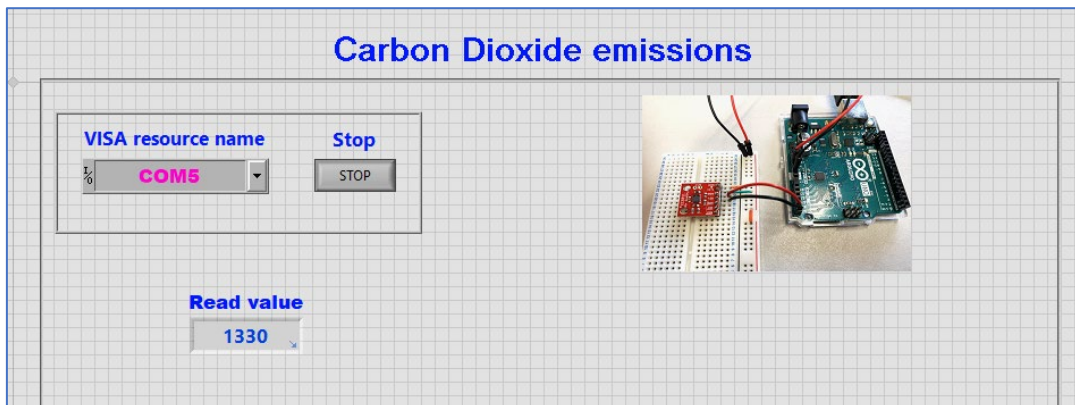 Carbon Dioxide emissions
VISA resource name
Stop
I/O
COM5
STOP
Read value
1330